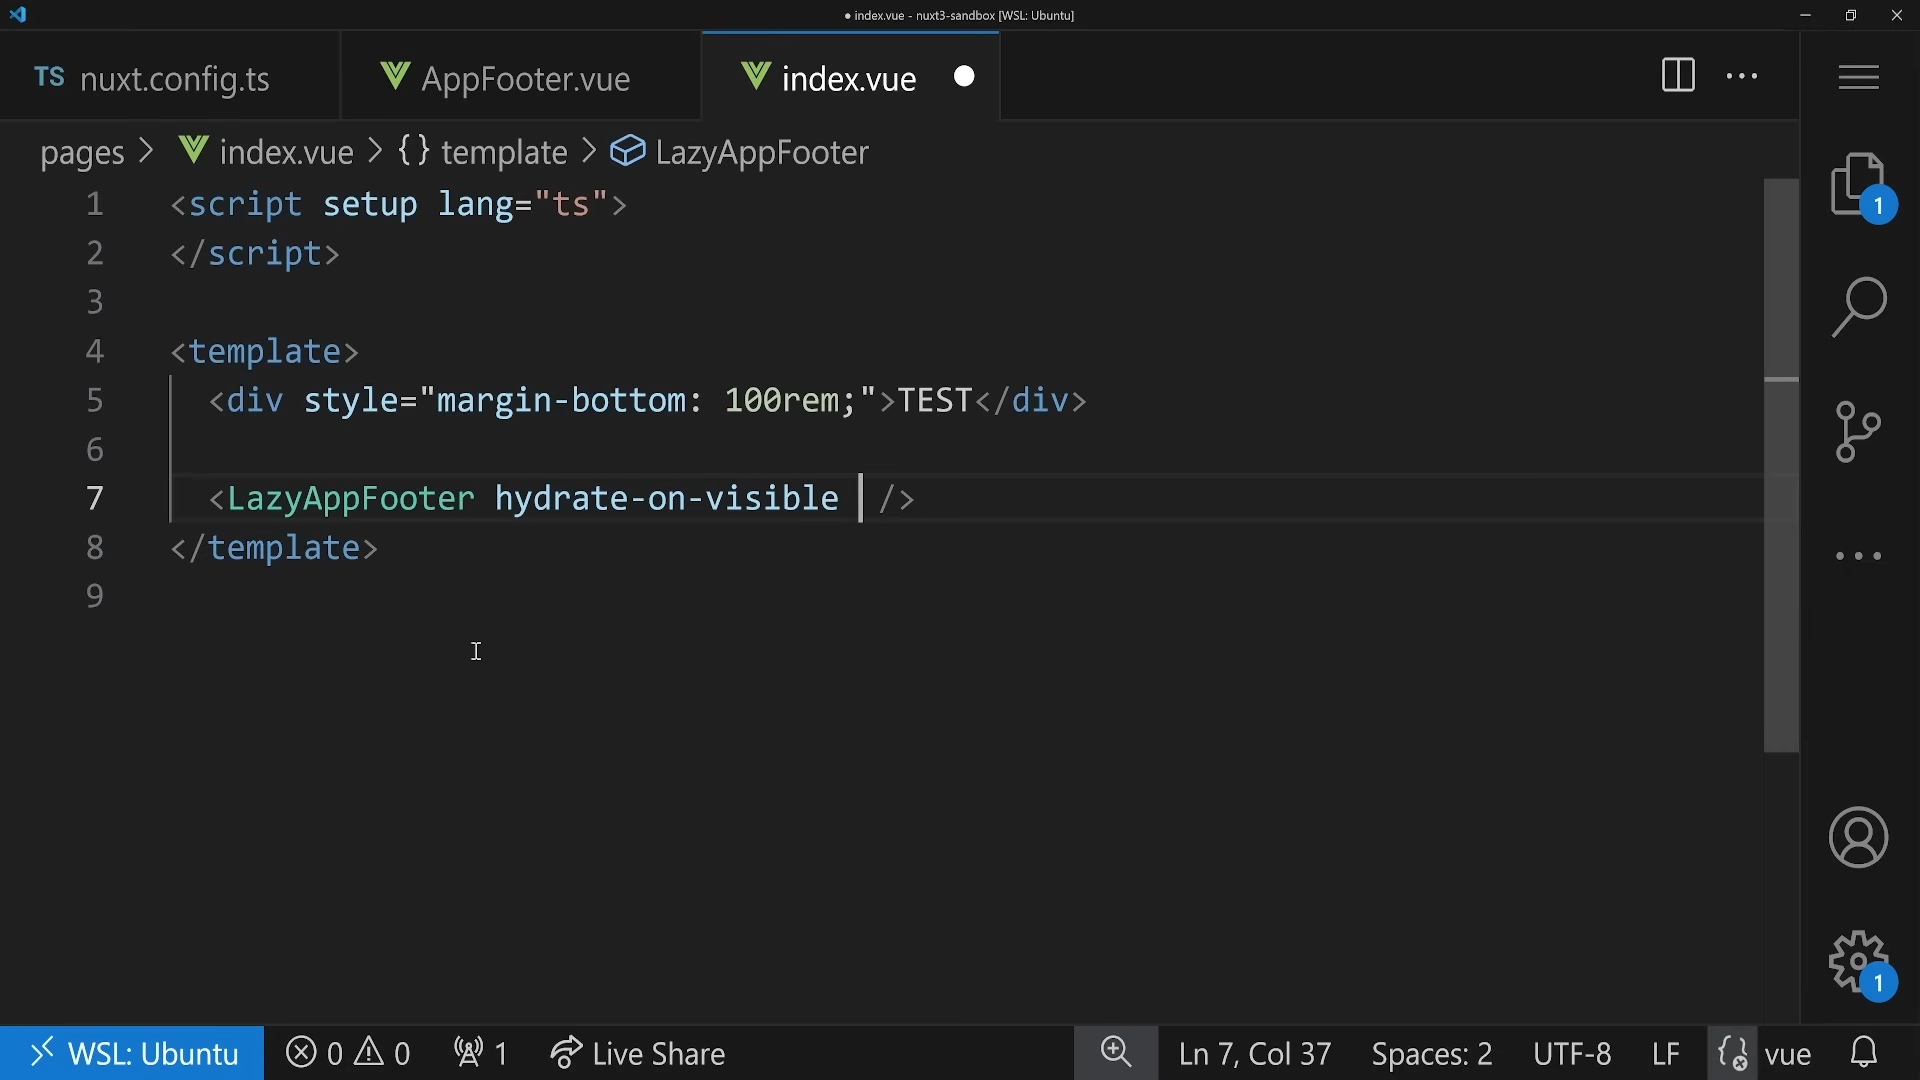 ● index.vue - nuxt3-sandbox [WSL: Ubuntu]
TS nuxt.config.ts
AppFooter.vue
index.vue
pages > index.vue > {} template > LazyAppFooter
1 <script setup lang="ts">
2 </script>
3
4 <template>
5 <div style="margin-bottom: 100rem;">TEST</div>
6
7 <LazyAppFooter hydrate-on-visible />
8 </template>
9
1
1
WSL: Ubuntu 0 0 1 Live Share Ln 7, Col 37 Spaces: 2 UTF-8 LF vue